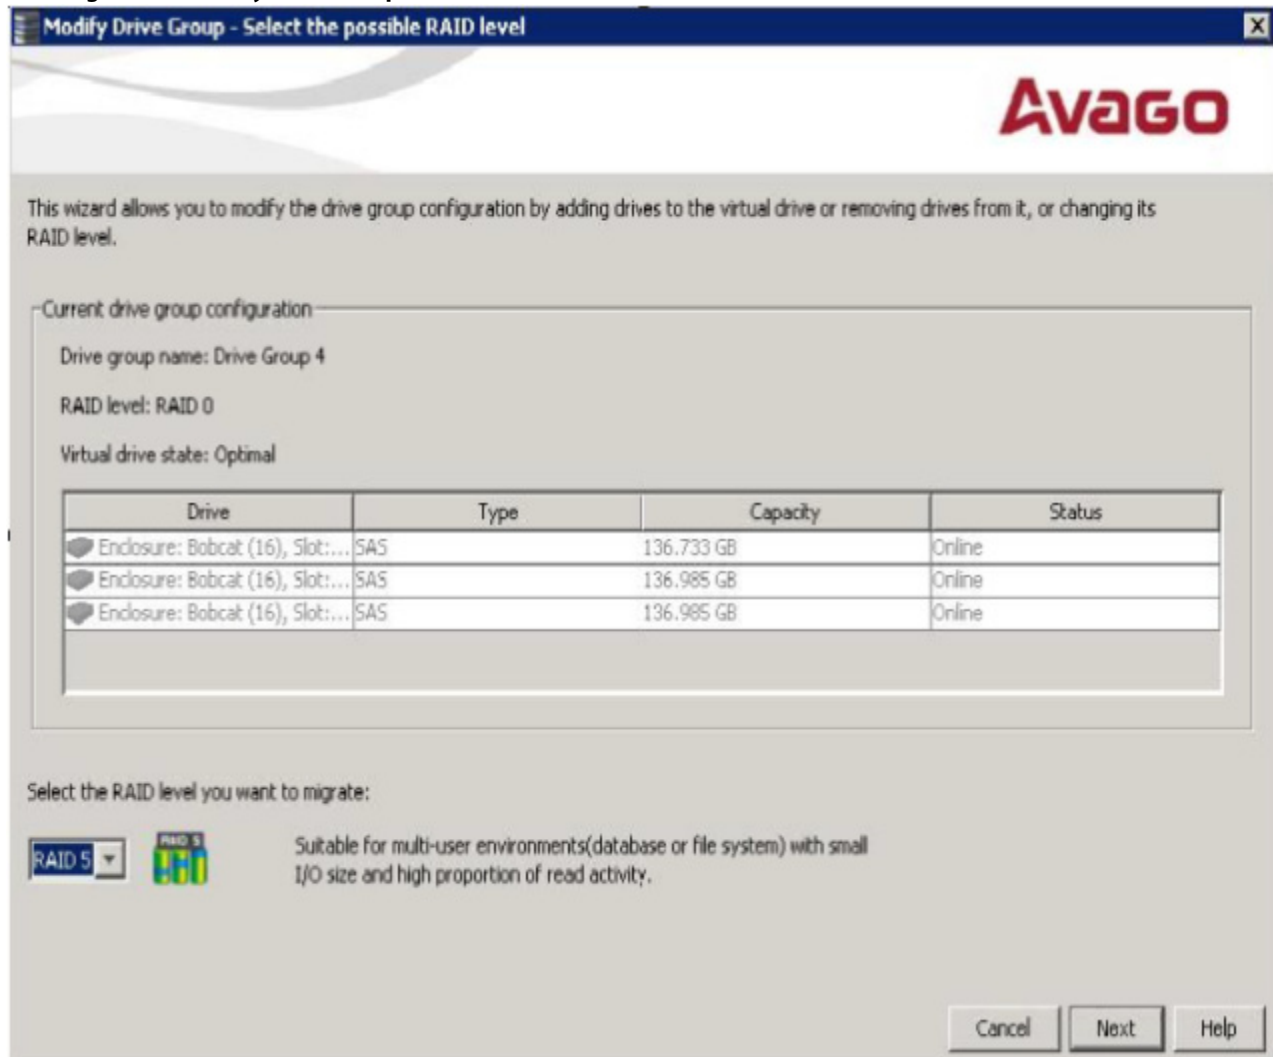 Modify Drive Group - Select the possible RAID level
Avago
This wizard allows you to modify the drive group configuration by adding drives to the virtual drive or removing drives from it, or changing its
RAID level.
Current drive group configuration
Drive group name: Drive Group 4
RAID level: RAID 0
Virtual drive state: Optimal
Drive Type Capacity Status
Enclosure: Bobcat (16), Slot:... SAS 136.733 GB Online
Enclosure: Bobcat (16), Slot:... SAS 136.985 GB Online
Enclosure: Bobcat (16), Slot:... SAS 136.985 GB Online
Select the RAID level you want to migrate:
RAID 5
RAID 5
Suitable for multi-user environments(database or file system) with small
I/O size and high proportion of read activity.
Cancel Next Help